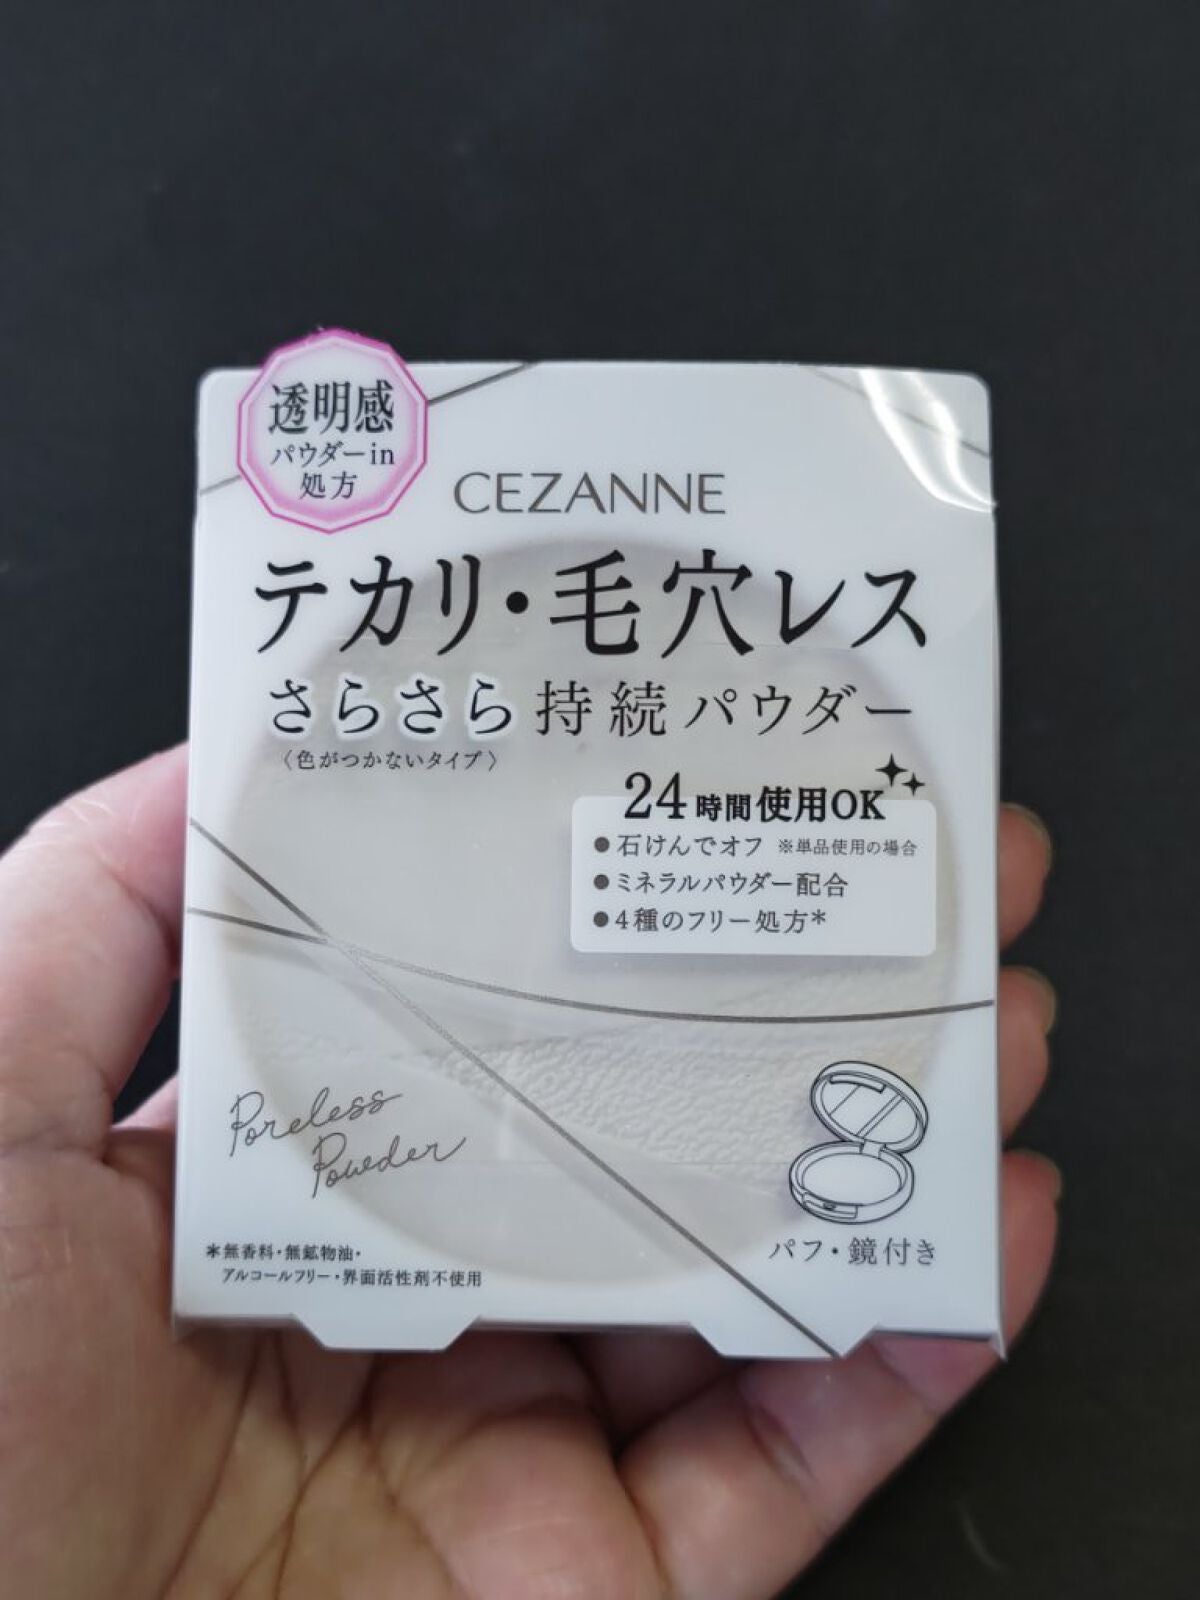 透明感
パウダーin
処方
CEZANNE
テカリ・毛穴レス
さらさら持続パウダー
〈色がつかないタイプ〉
24時間使用OK
●石けんでオフ ※単品使用の場合
●ミネラルパウダー配合
●4種のフリー処方*
Poreless
Powder
パフ・鏡付き
*無香料・無鉱物油・
アルコールフリー・界面活性剤不使用